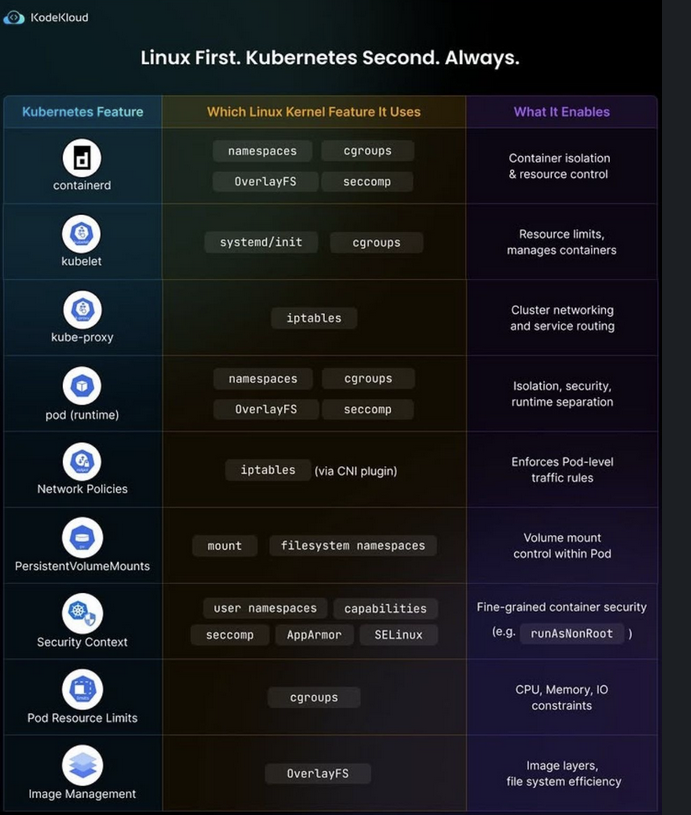 KodeKloud
Linux First. Kubernetes Second. Always.
Kubernetes Feature
Which Linux Kernel Feature It Uses
What It Enables
containerd
namespaces cgroups
OverlayFS seccomp
Container isolation
& resource control
kubelet
systemd/init cgroups
Resource limits,
manages containers
kube-proxy
iptables
Cluster networking
and service routing
pod (runtime)
namespaces cgroups
OverlayFS seccomp
Isolation, security,
runtime separation
Network Policies
iptables (via CNI plugin)
Enforces Pod-level
traffic rules
PersistentVolumeMounts
mount filesystem namespaces
Volume mount
control within Pod
Security Context
user namespaces capabilities
seccomp AppArmor SELinux
Fine-grained container security
(e.g. runAsNonRoot )
Pod Resource Limits
cgroups
CPU, Memory, IO
constraints
Image Management
OverlayFS
Image layers,
file system efficiency